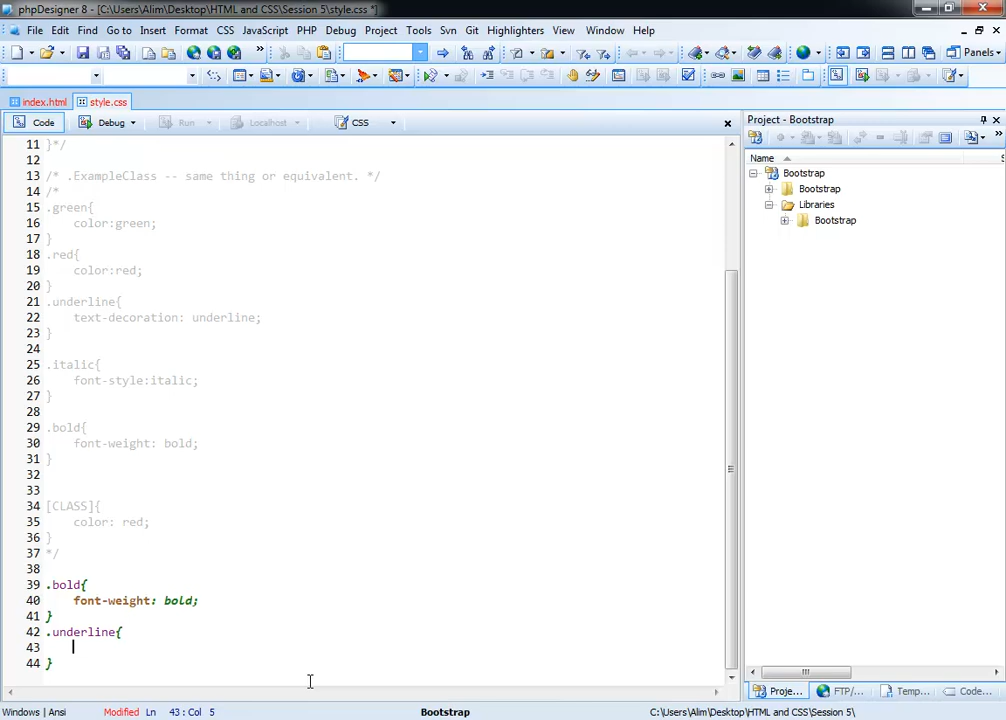 phpDesigner 8 - [C:\Users\Alim\Desktop\HTML and CSS\Session 5\style.css *]
File Edit View Find Go to Insert Format CSS JavaScript PHP Debug Project Tools Svn Git Highlighters View Window Help
Panels
index.html style.css
Code Debug Run Localhost CSS
Project - Bootstrap
Name
Bootstrap
Bootstrap
Libraries
Bootstrap
11 }*/
12
13 /* .ExampleClass -- same thing or equivalent. */
14 /*
15 .green{
16 color:green;
17 }
18 .red{
19 color:red;
20 }
21 .underline{
22 text-decoration: underline;
23 }
24
25 .italic{
26 font-style:italic;
27 }
28
29 .bold{
30 font-weight: bold;
31 }
32
33
34 [CLASS]{
35 color: red;
36 }
37 */
38
39 .bold{
40 font-weight: bold;
41 }
42 .underline{
43
44 }
Proje... FTP/... Temp... Code...
Windows | Ansi Modified Ln 43 : Col 5 Bootstrap C:\Users\Alim\Desktop\HTML and CSS\Session 5\